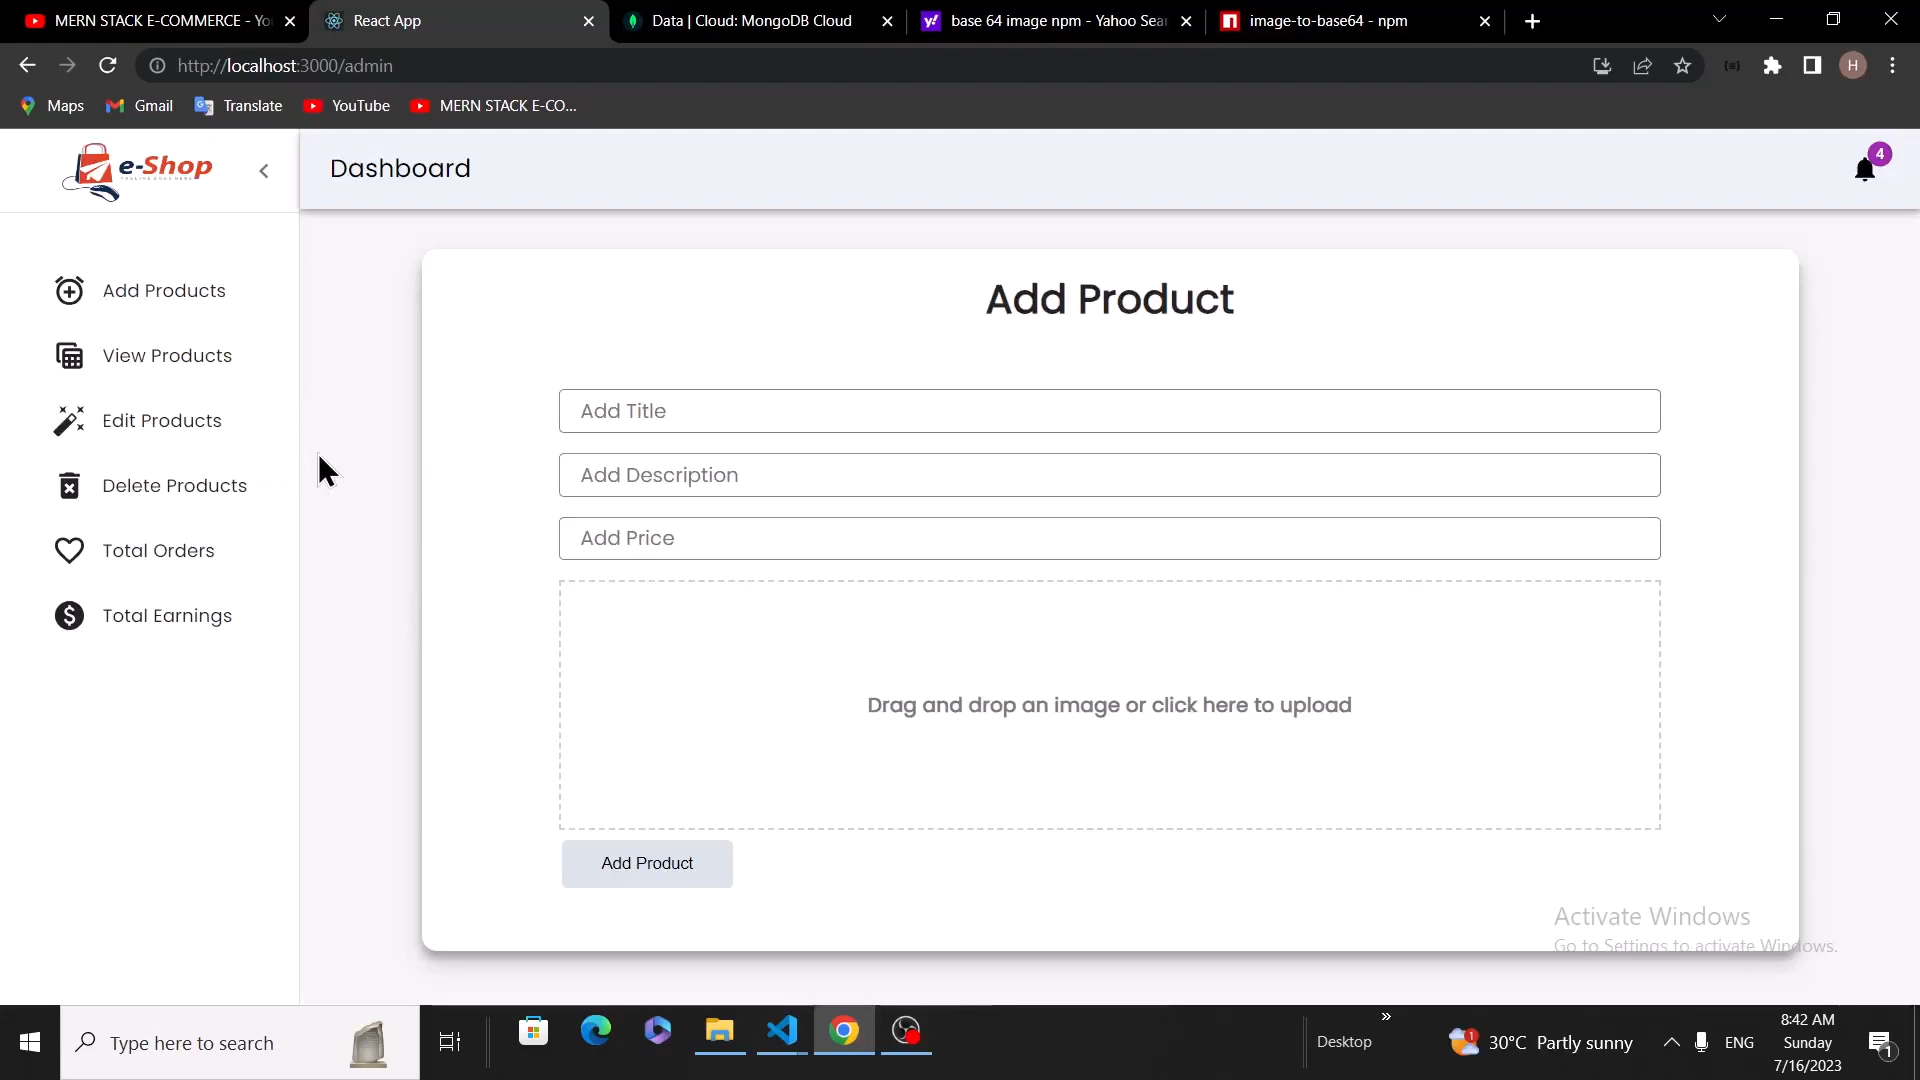 MERN STACK E-COMMERCE - Yo
React App
Data | Cloud: MongoDB Cloud
base 64 image npm - Yahoo Sear
image-to-base64 - npm
http://localhost:3000/admin
H
Maps
Gmail
Translate
YouTube
MERN STACK E-CO...
e-Shop
Dashboard
4
Add Products
View Products
Edit Products
Delete Products
Total Orders
Total Earnings
Add Product
Add Title
Add Description
Add Price
Drag and drop an image or click here to upload
Add Product
Activate Windows
Go to Settings to activate Windows.
Type here to search
Desktop
1
30°C Partly sunny
ENG
8:42 AM
Sunday
7/16/2023
1